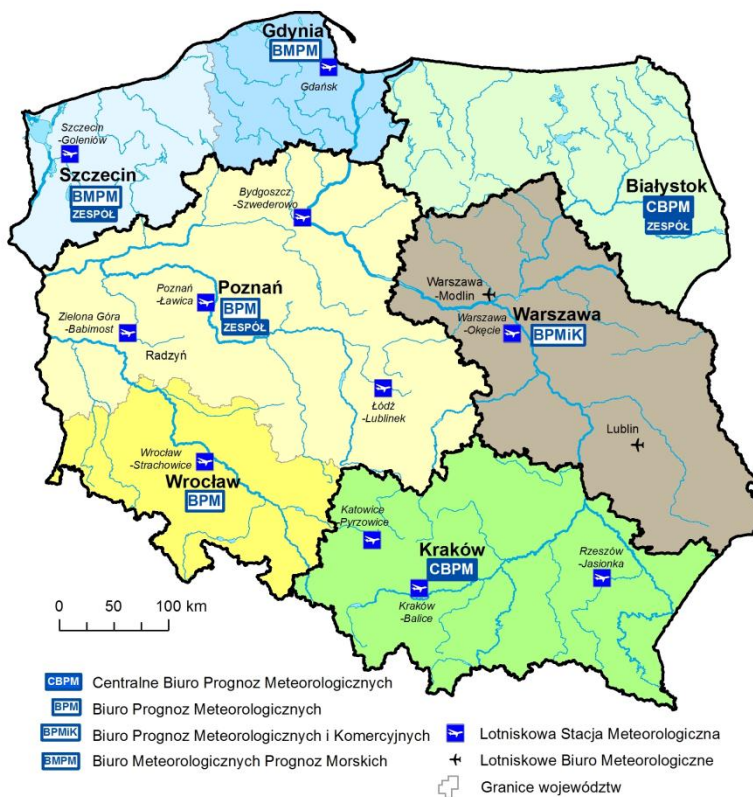 Gdynia
BMPM
Gdańsk
Szczecin
-Goleniów
Szczecin
BMPM
ZESPÓŁ
Białystok
CBPM
ZESPÓŁ
Bydgoszcz
-Szwederowo
Poznań
-Ławica
Poznań
BPM
ZESPÓŁ
Zielona Góra
-Babimost
Radzyń
Warszawa
-Modlin
Warszawa
-Okęcie
Warszawa
BPMiK
Łódź
-Lublinek
Lublin
Wrocław
-Strachowice
Wrocław
BPM
Katowice
-Pyrzowice
Kraków
CBPM
Kraków
-Balice
Rzeszów
-Jasionka
0 50 100 km
CBPM Centralne Biuro Prognoz Meteorologicznych
BPM Biuro Prognoz Meteorologicznych
BPMiK Biuro Prognoz Meteorologicznych i Komercyjnych
BMPM Biuro Meteorologicznych Prognoz Morskich
Lotniskowa Stacja Meteorologiczna
Lotniskowe Biuro Meteorologiczne
Granice województw